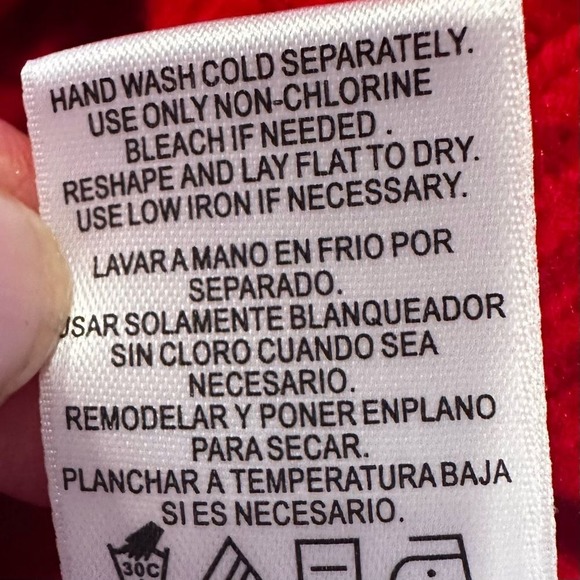 HAND WASH COLD SEPARATELY.
USE ONLY NON-CHLORINE
BLEACH IF NEEDED .
RESHAPE AND LAY FLAT TO DRY.
USE LOW IRON IF NECESSARY.
LAVAR A MANO EN FRIO POR
SEPARADO.
USAR SOLAMENTE BLANQUEADOR
SIN CLORO CUANDO SEA
NECESARIO.
REMODELAR Y PONER ENPLANO
PARA SECAR.
PLANCHAR A TEMPERATURA BAJA
SI ES NECESARIO.
30C